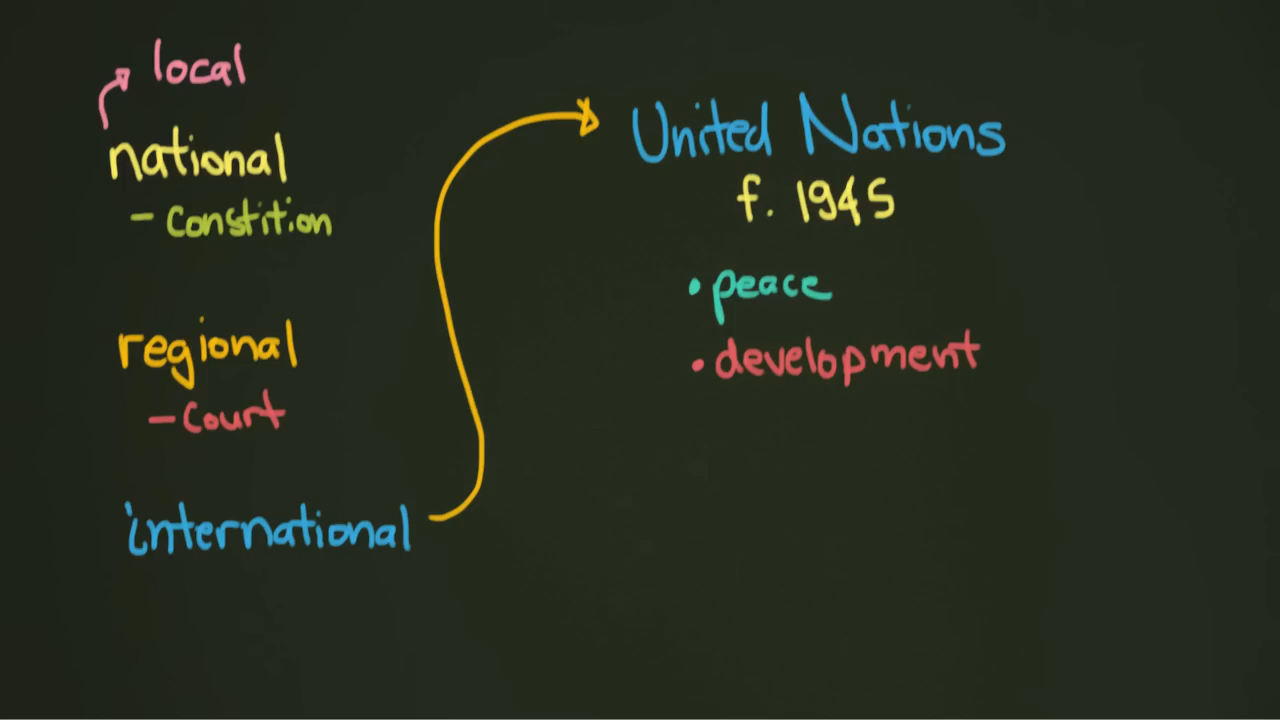 local
national
- Constition
regional
- Court
international
United Nations
f. 1945
• peace
• development